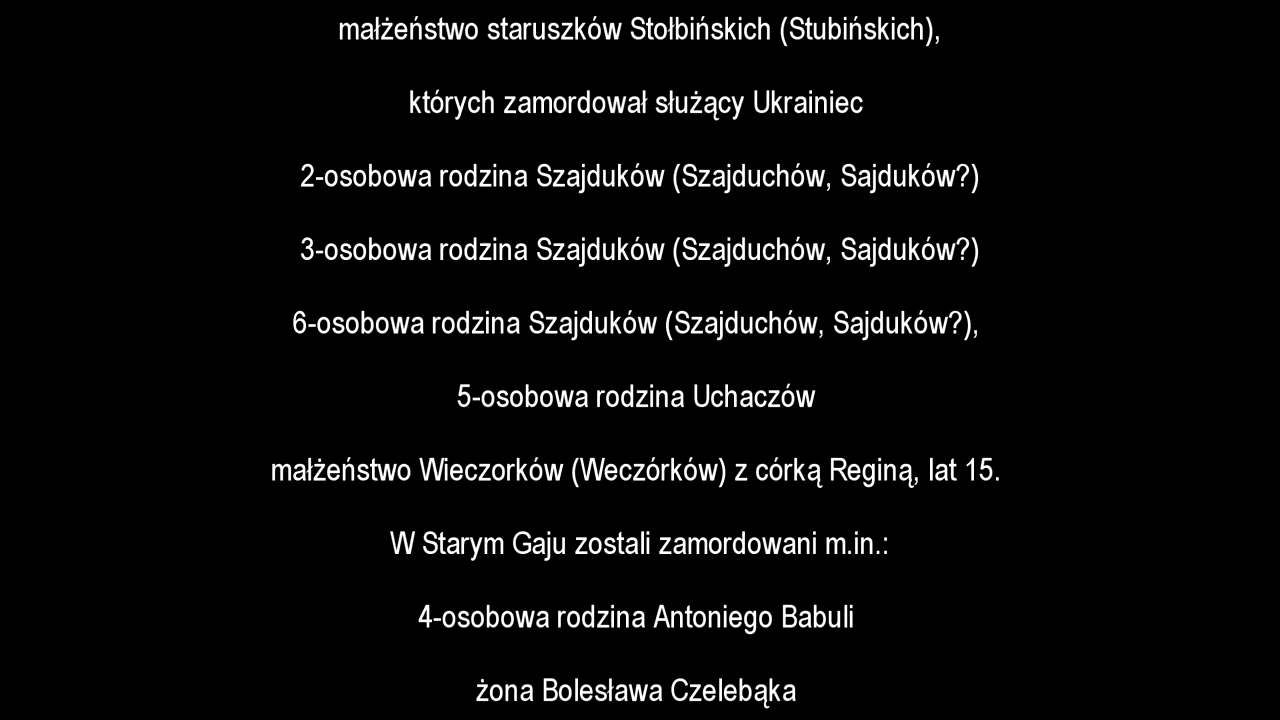 małżeństwo staruszków Stołbińskich (Stubińskich),
których zamordował służący Ukrainiec
2-osobowa rodzina Szajduków (Szajduchów, Sajduków?)
3-osobowa rodzina Szajduków (Szajduchów, Sajduków?)
6-osobowa rodzina Szajduków (Szajduchów, Sajduków?),
5-osobowa rodzina Uchaczów
małżeństwo Wieczorków (Weczórków) z córką Reginą, lat 15.
W Starym Gaju zostali zamordowani m.in.:
4-osobowa rodzina Antoniego Babuli
żona Bolesława Czelebąka